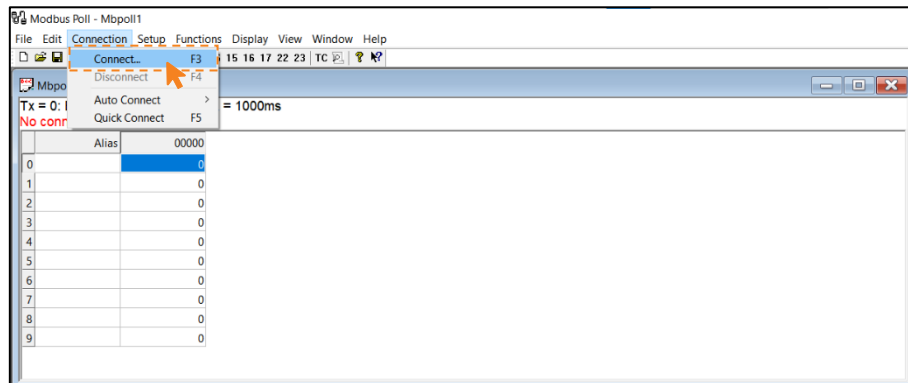 Modbus Poll - Mbpoll1
File Edit Connection Setup Functions Display View Window Help
15 16 17 22 23 TC
Connect... F3
Disconnect F4
Auto Connect >
Quick Connect F5
Mbpo
Tx = 0: = 1000ms
No conn
Alias 00000
0 0
1 0
2 0
3 0
4 0
5 0
6 0
7 0
8 0
9 0